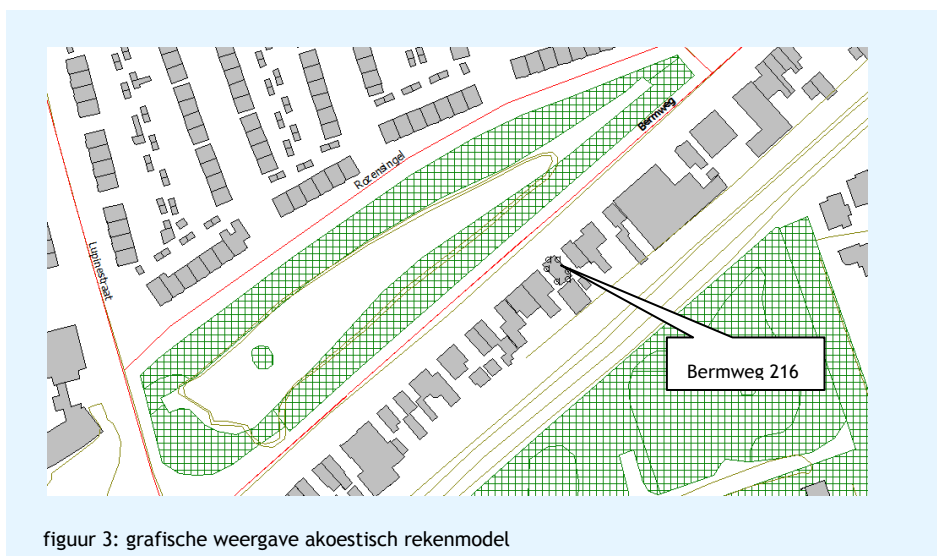 Bermweg
Rozensingel
Lupinestraat
Bermweg 216
figuur 3: grafische weergave akoestisch rekenmodel